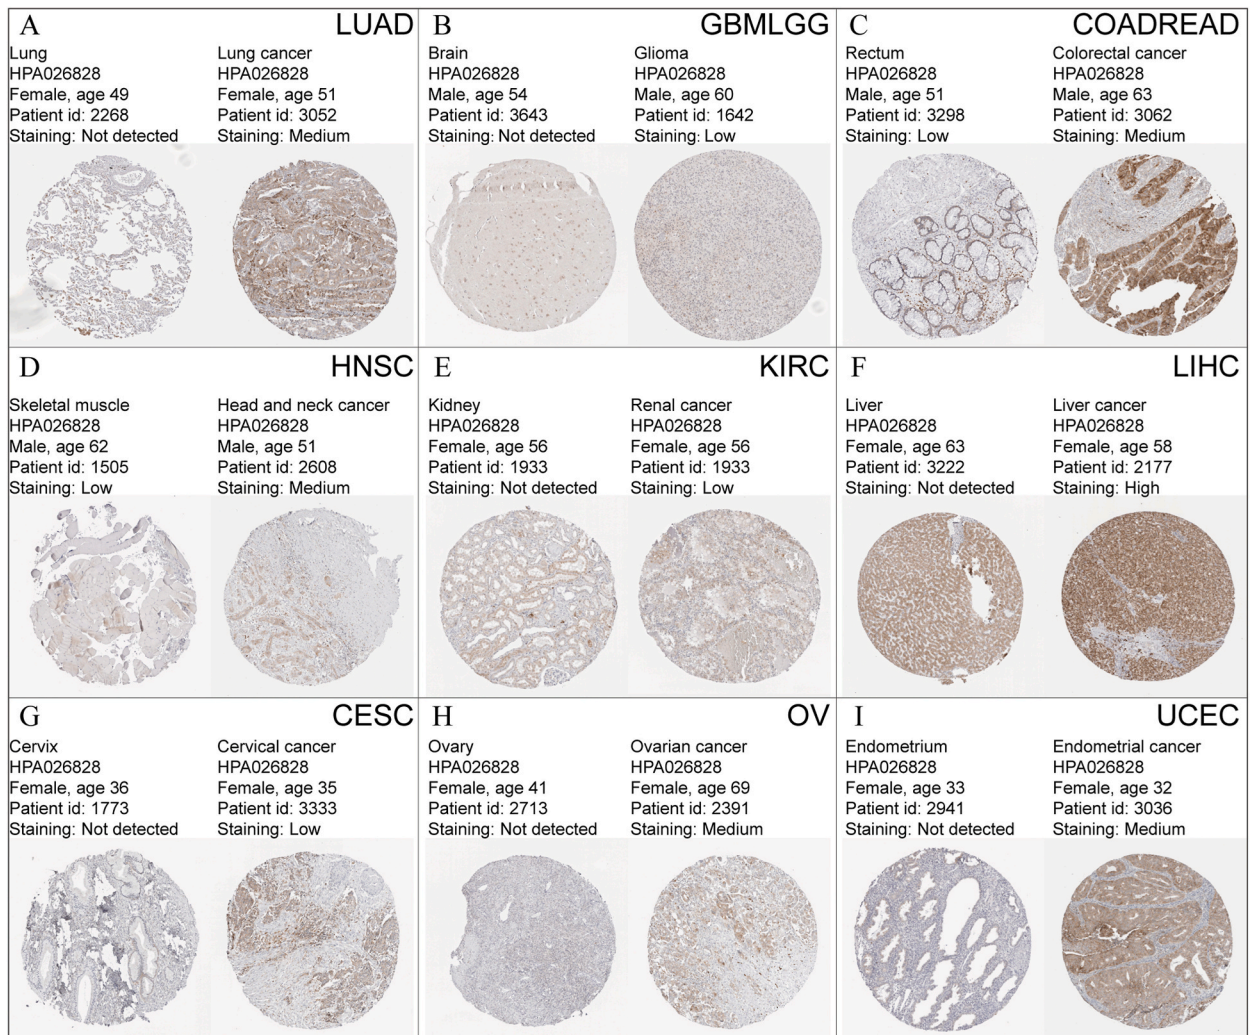 A LUAD
Lung
HPA026828
Female, age 49
Patient id: 2268
Staining: Not detected
Lung cancer
HPA026828
Female, age 51
Patient id: 3052
Staining: Medium
B GBMLGG
Brain
HPA026828
Male, age 54
Patient id: 3643
Staining: Not detected
Glioma
HPA026828
Male, age 60
Patient id: 1642
Staining: Low
C COADREAD
Rectum
HPA026828
Male, age 51
Patient id: 3298
Staining: Low
Colorectal cancer
HPA026828
Male, age 63
Patient id: 3062
Staining: Medium
D HNSC
Skeletal muscle
HPA026828
Male, age 62
Patient id: 1505
Staining: Low
Head and neck cancer
HPA026828
Male, age 51
Patient id: 2608
Staining: Medium
E KIRC
Kidney
HPA026828
Female, age 56
Patient id: 1933
Staining: Not detected
Renal cancer
HPA026828
Female, age 56
Patient id: 1933
Staining: Low
F LIHC
Liver
HPA026828
Female, age 63
Patient id: 3222
Staining: Not detected
Liver cancer
HPA026828
Female, age 58
Patient id: 2177
Staining: High
G CESC
Cervix
HPA026828
Female, age 36
Patient id: 1773
Staining: Not detected
Cervical cancer
HPA026828
Female, age 35
Patient id: 3333
Staining: Low
H OV
Ovary
HPA026828
Female, age 41
Patient id: 2713
Staining: Not detected
Ovarian cancer
HPA026828
Female, age 69
Patient id: 2391
Staining: Medium
I UCEC
Endometrium
HPA026828
Female, age 33
Patient id: 2941
Staining: Not detected
Endometrial cancer
HPA026828
Female, age 32
Patient id: 3036
Staining: Medium